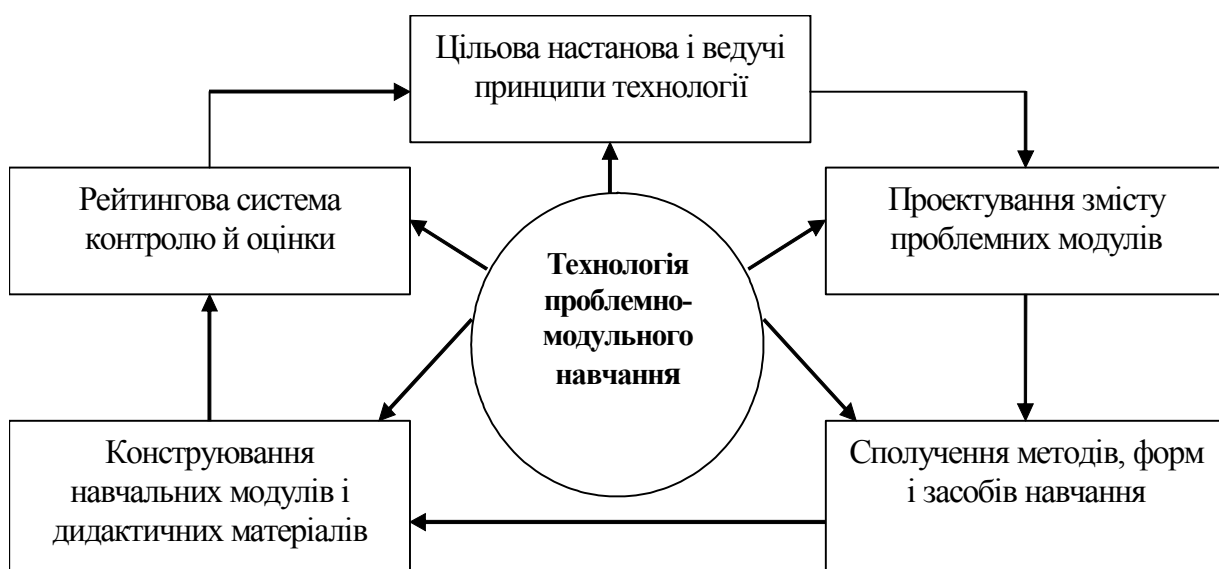 Цільова настанова і ведучі
принципи технології
Рейтингова система
контролю й оцінки
Проектування змісту
проблемних модулів
Технологія
проблемно-
модульного
навчання
Конструювання
навчальних модулів і
дидактичних матеріалів
Сполучення методів, форм
і засобів навчання